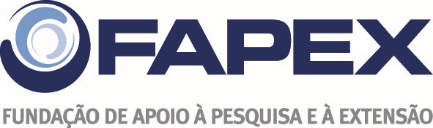 FAPEX
FUNDAÇÃO DE APOIO À PESQUISA E À EXTENSÃO